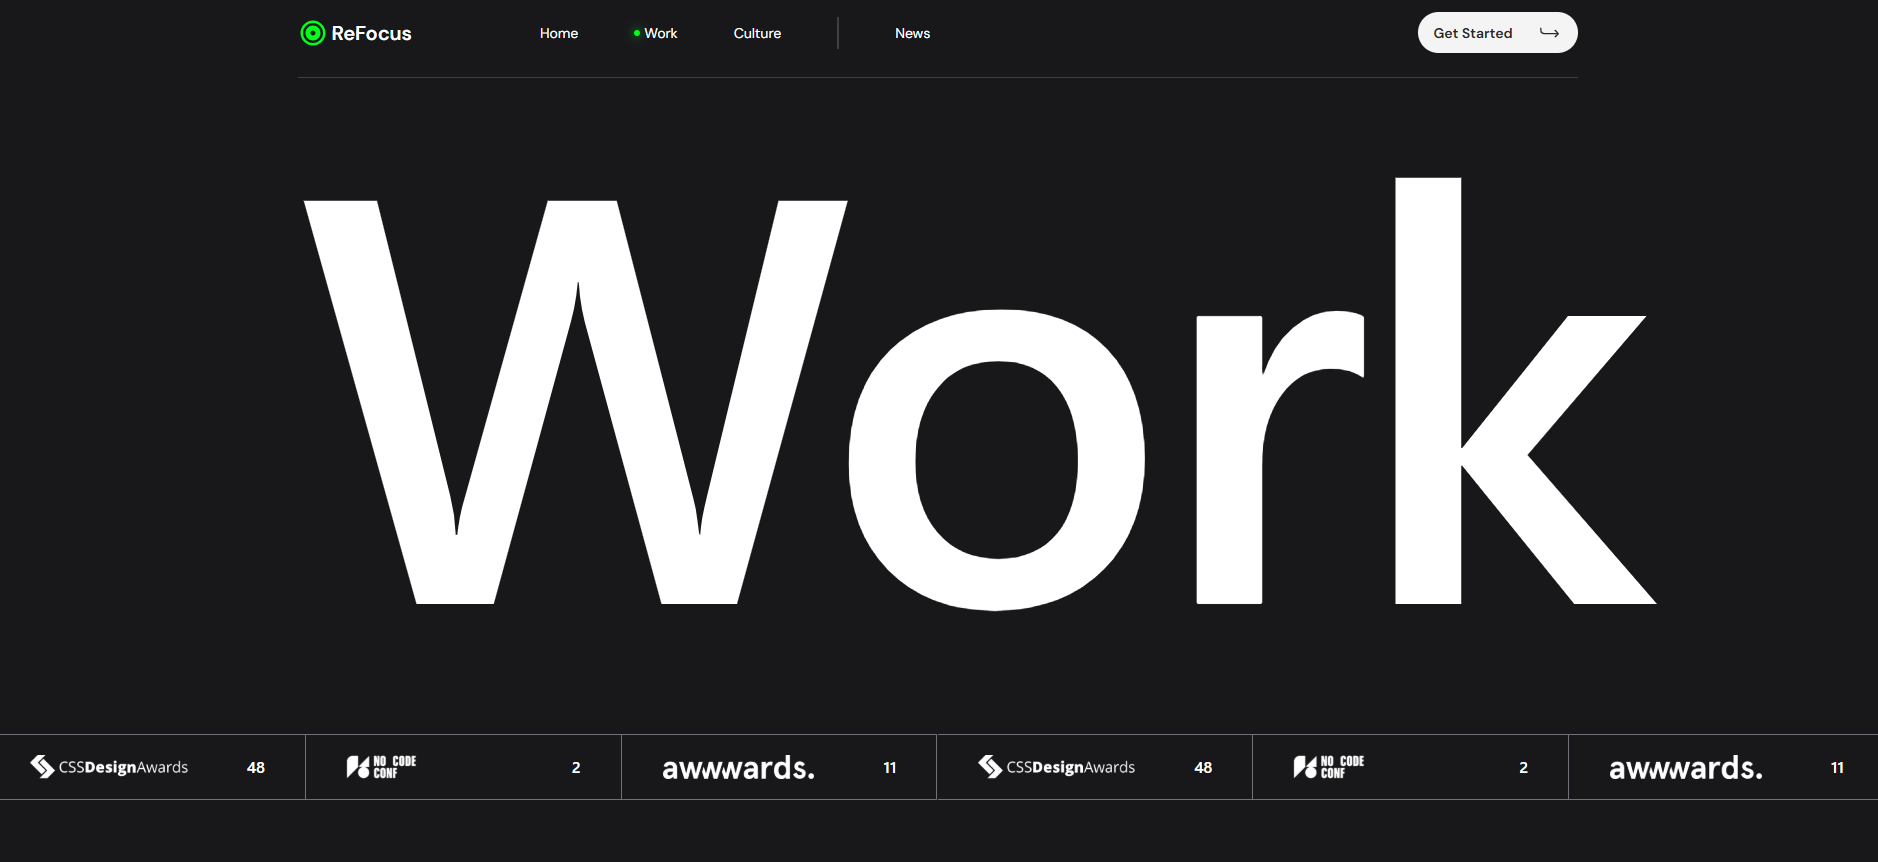 ReFocus Home Work Culture News Get Started
Work
CSSDesignAwards 48 NO CODE CONF 2 awwwards. 11 CSSDesignAwards 48 NO CODE CONF 2 awwwards. 11